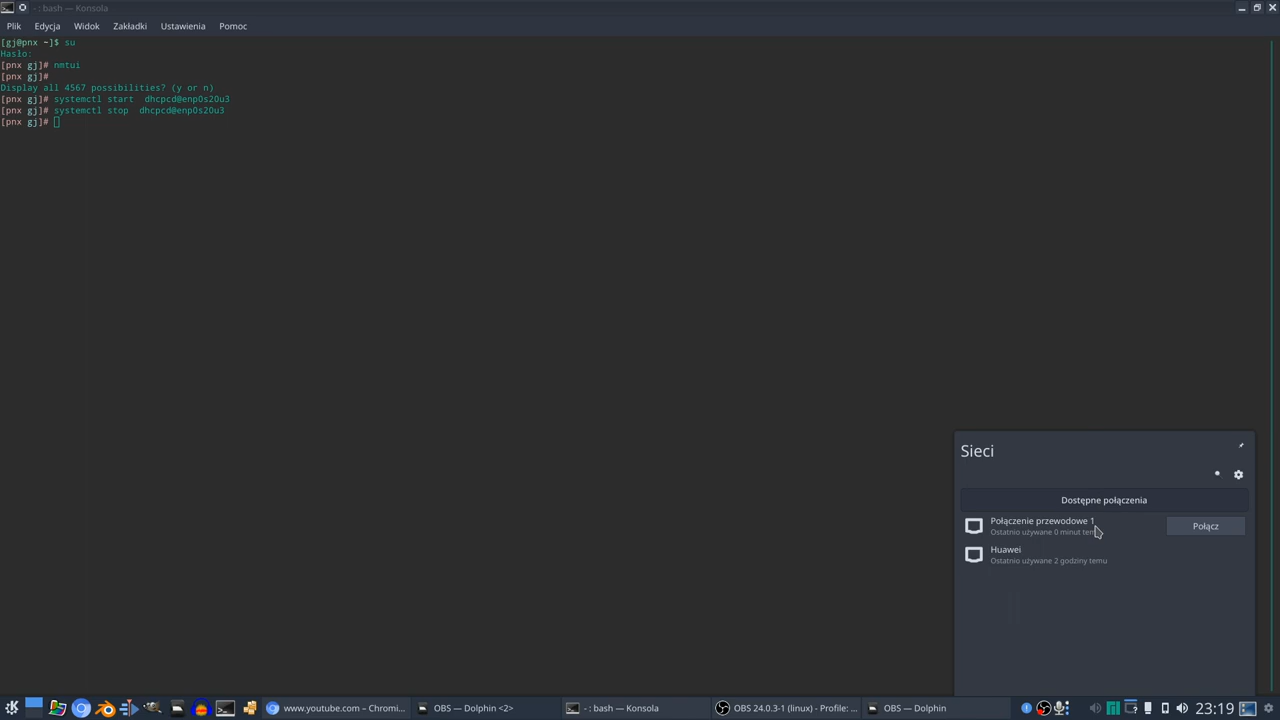 - : bash — Konsola
Plik Edycja Widok Zakładki Ustawienia Pomoc
[gj@pnx ~]$ su
Hasło:
[pnx gj]# nmtui
[pnx gj]#
Display all 4567 possibilities? (y or n)
[pnx gj]# systemctl start  dhcpcd@enp0s20u3
[pnx gj]# systemctl stop  dhcpcd@enp0s20u3
[pnx gj]#
Sieci
Dostępne połączenia
Połączenie przewodowe 1
Połącz
Ostatnio używane 0 minut temu
Huawei
Ostatnio używane 2 godziny temu
www.youtube.com – Chromi... OBS — Dolphin <2> - : bash — Konsola OBS 24.0.3-1 (linux) - Profile: ... OBS — Dolphin 23:19